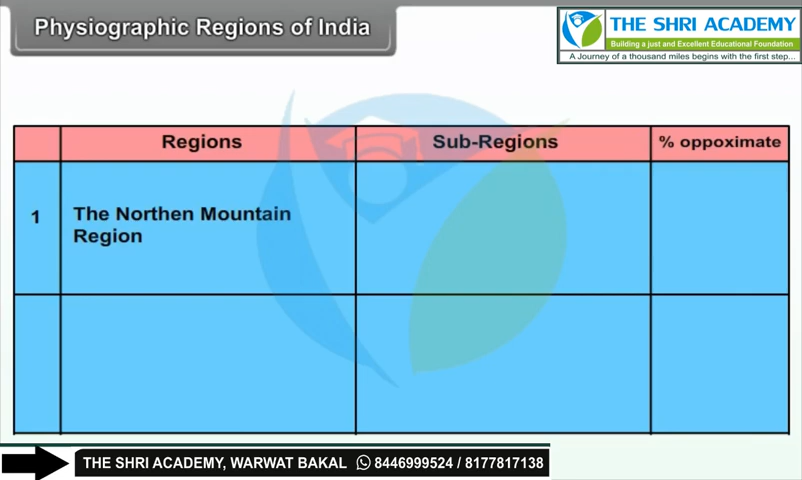 Physiographic Regions of India
THE SHRI ACADEMY
Building a just and Excellent Educational Foundation
A Journey of a thousand miles begins with the first step...
Regions Sub-Regions % oppoximate
1 The Northen Mountain
Region
THE SHRI ACADEMY, WARWAT BAKAL 8446999524 / 8177817138